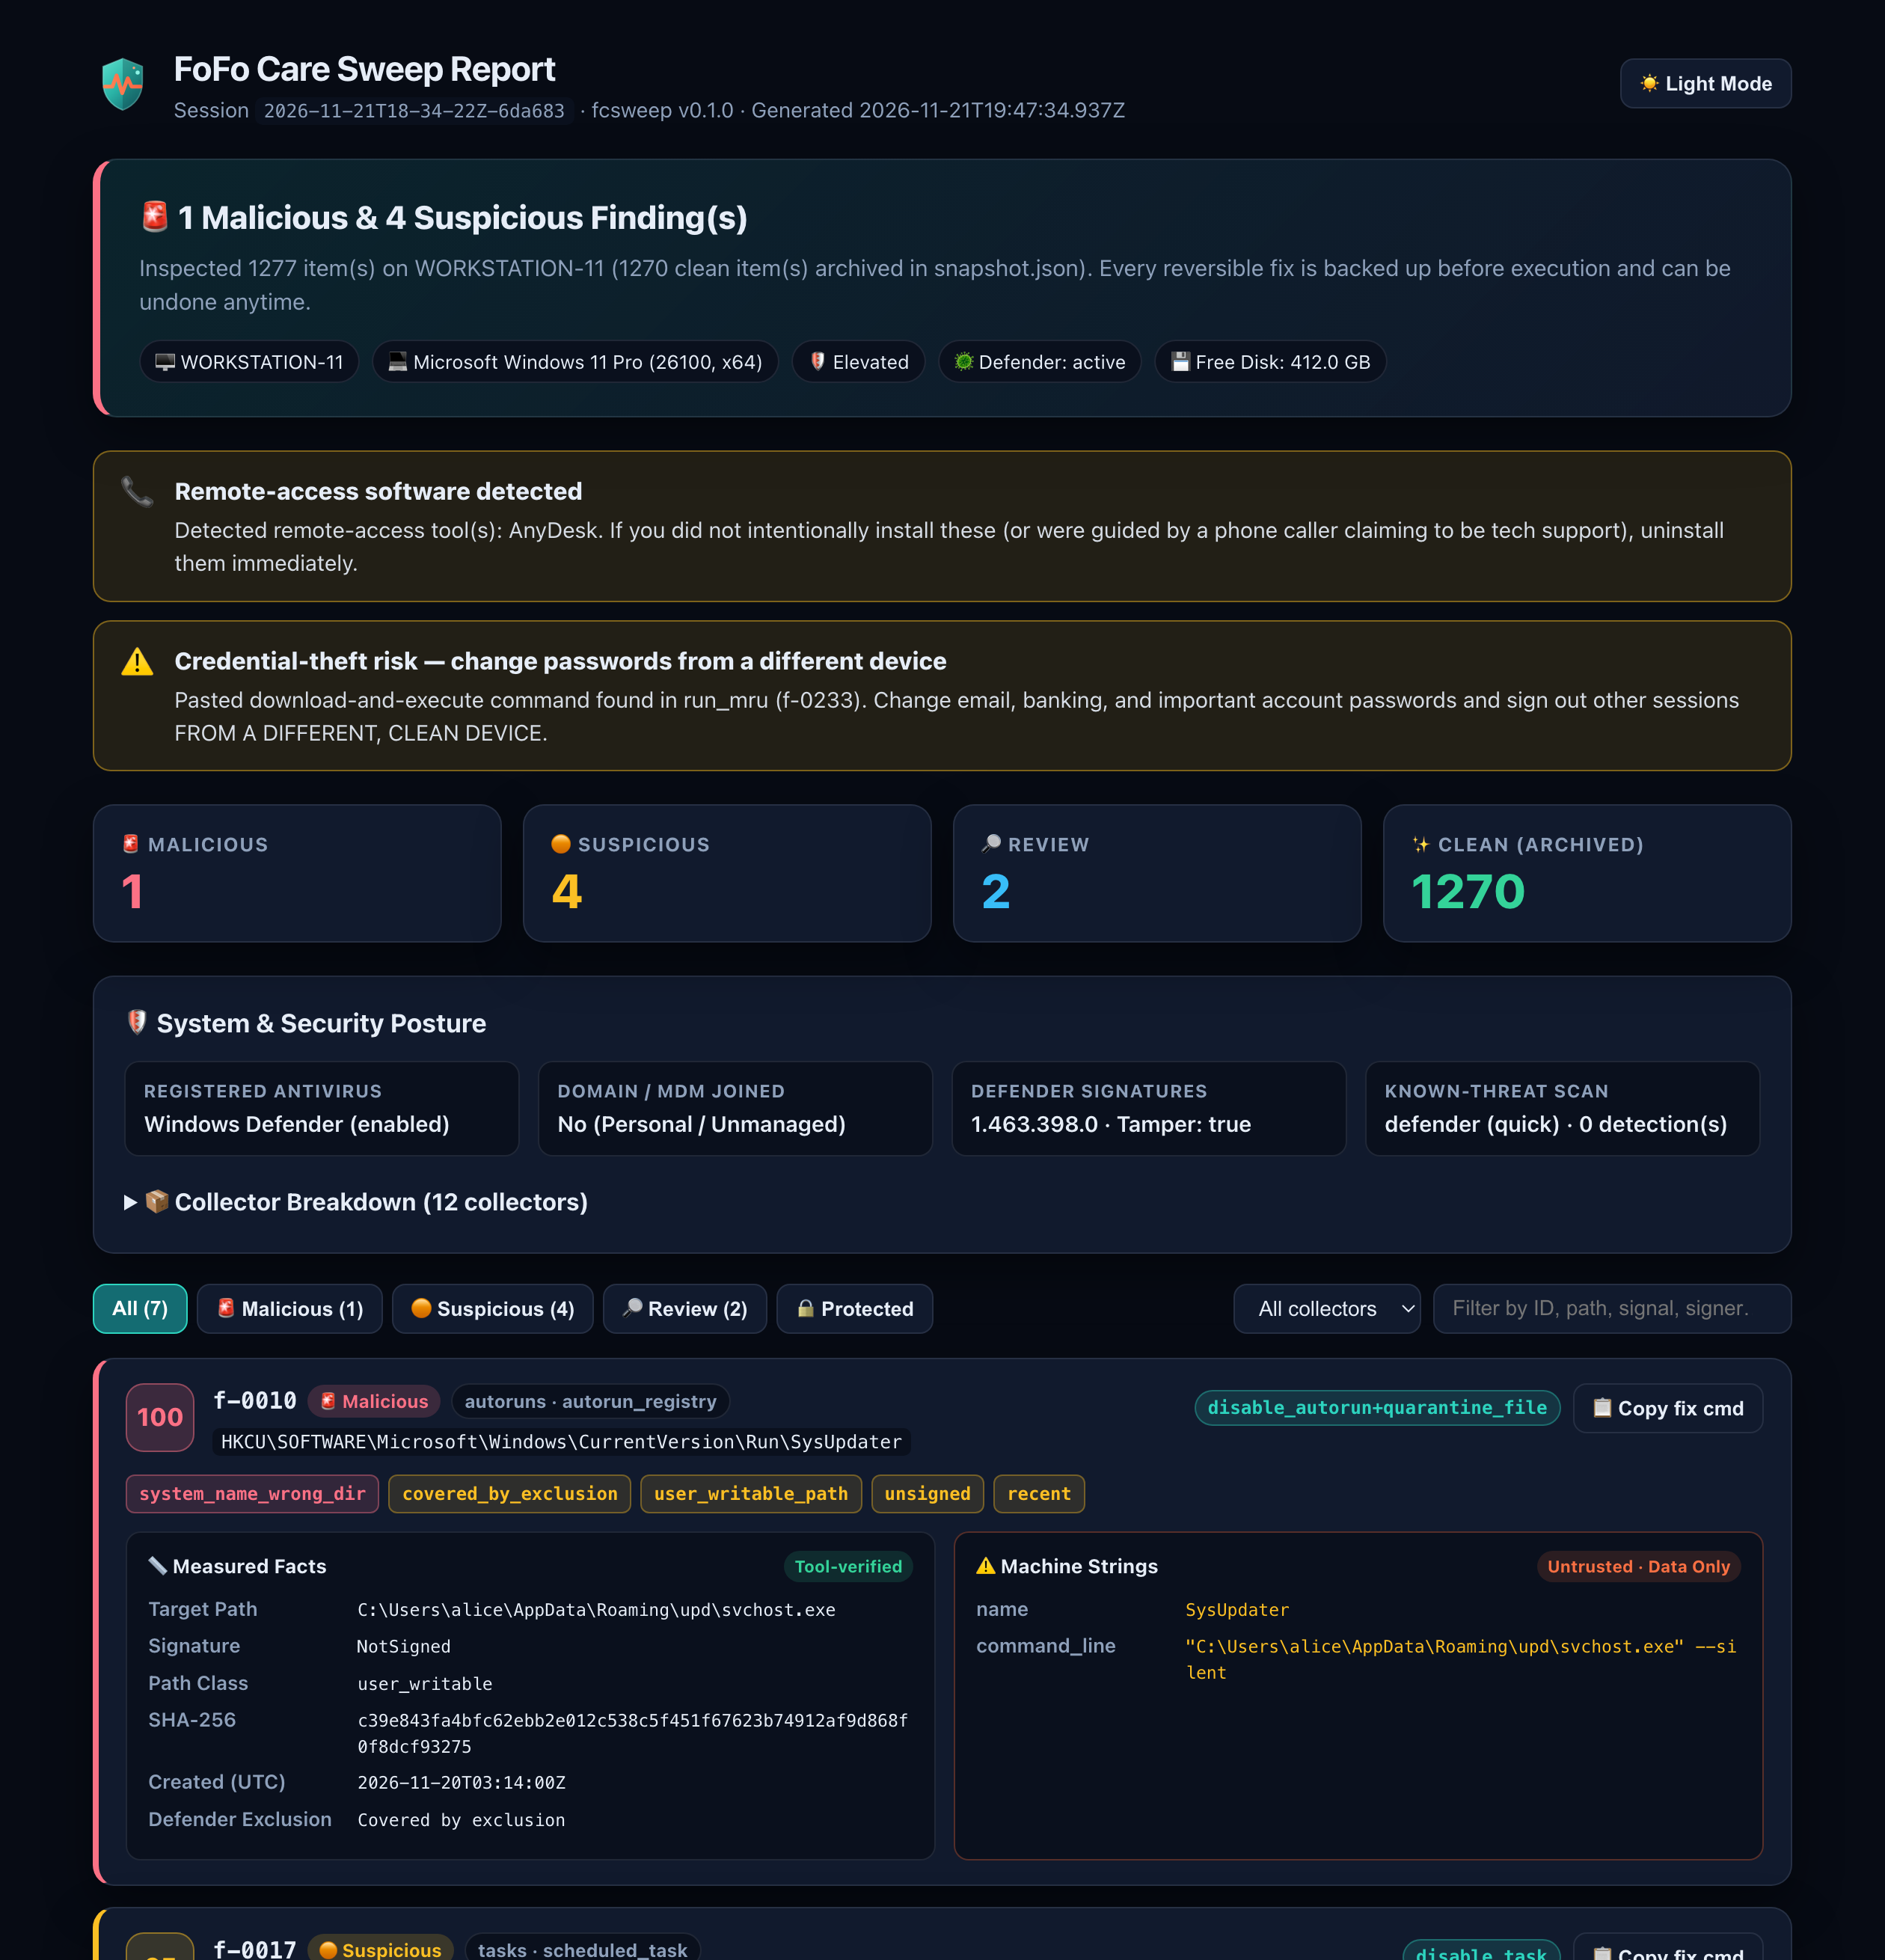 FoFo Care Sweep Report
Session 2026-11-21T18-34-22Z-6da683 · fcsweep v0.1.0 · Generated 2026-11-21T19:47:34.937Z
Light Mode
1 Malicious & 4 Suspicious Finding(s)
Inspected 1277 item(s) on WORKSTATION-11 (1270 clean item(s) archived in snapshot.json). Every reversible fix is backed up before execution and can be
undone anytime.
WORKSTATION-11 Microsoft Windows 11 Pro (26100, x64) Elevated Defender: active Free Disk: 412.0 GB
Remote-access software detected
Detected remote-access tool(s): AnyDesk. If you did not intentionally install these (or were guided by a phone caller claiming to be tech support), uninstall
them immediately.
Credential-theft risk — change passwords from a different device
Pasted download-and-execute command found in run_mru (f-0233). Change email, banking, and important account passwords and sign out other sessions
FROM A DIFFERENT, CLEAN DEVICE.
MALICIOUS
1
SUSPICIOUS
4
REVIEW
2
CLEAN (ARCHIVED)
1270
System & Security Posture
REGISTERED ANTIVIRUS
Windows Defender (enabled)
DOMAIN / MDM JOINED
No (Personal / Unmanaged)
DEFENDER SIGNATURES
1.463.398.0 · Tamper: true
KNOWN-THREAT SCAN
defender (quick) · 0 detection(s)
Collector Breakdown (12 collectors)
All (7) Malicious (1) Suspicious (4) Review (2) Protected All collectors Filter by ID, path, signal, signer.
100 f-0010 Malicious autoruns · autorun_registry disable_autorun+quarantine_file Copy fix cmd
HKCU\SOFTWARE\Microsoft\Windows\CurrentVersion\Run\SysUpdater
system_name_wrong_dir covered_by_exclusion user_writable_path unsigned recent
Measured Facts Tool-verified
Target Path C:\Users\alice\AppData\Roaming\upd\svchost.exe
Signature NotSigned
Path Class user_writable
SHA-256 c39e843fa4bfc62ebb2e012c538c5f451f67623b74912af9d868f
0f8dcf93275
Created (UTC) 2026-11-20T03:14:00Z
Defender Exclusion Covered by exclusion
Machine Strings Untrusted · Data Only
name SysUpdater
command_line "C:\Users\alice\AppData\Roaming\upd\svchost.exe" --si
lent
f-0017 Suspicious tasks · scheduled_task disable_task Copy fix cmd